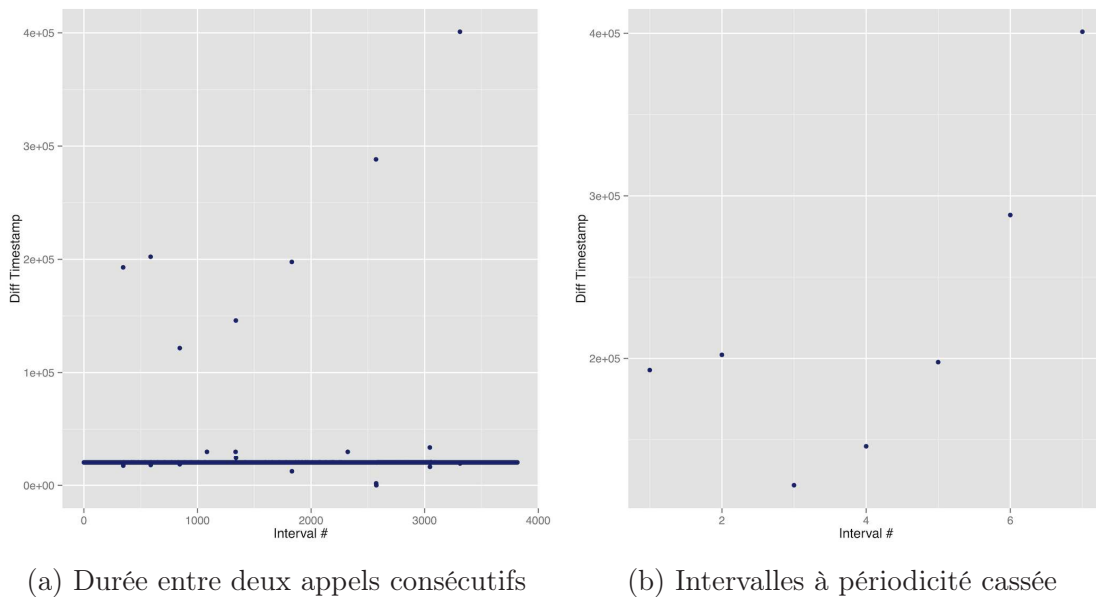 4e+05
3e+05
2e+05
1e+05
0e+00
Diff Timestamp
0
1000
2000
3000
4000
Interval #
(a) Durée entre deux appels consécutifs
4e+05
3e+05
2e+05
Diff Timestamp
2
4
6
Interval #
(b) Intervalles à périodicité cassée